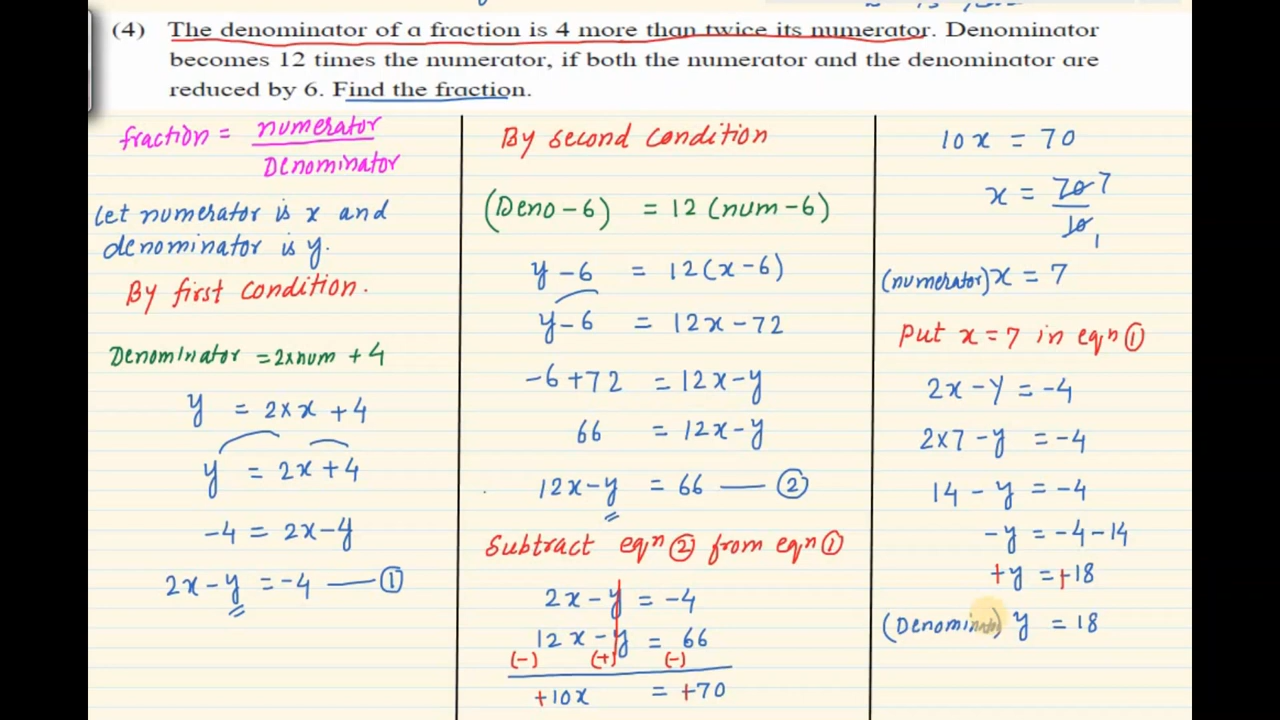 (4) The denominator of a fraction is 4 more than twice its numerator. Denominator
becomes 12 times the numerator, if both the numerator and the denominator are
reduced by 6. Find the fraction.
fraction = numerator
Denominator
Let numerator is x and
denominator is y.
By first condition.
Denominator = 2×num + 4
y = 2×x + 4
y = 2x + 4
-4 = 2x-y
2x - y = -4 —— ①
By second condition
(Deno-6) = 12 (num-6)
y - 6 = 12(x-6)
y - 6 = 12x - 72
-6+72 = 12x-y
66 = 12x-y
12x-y = 66 —— ②
Subtract eqn ② from eqn ①
2x - y = -4
12x - y = 66
(-) (+) (-)
+10x = +70
10x = 70
x = 70 7
10 1
(numerator) x = 7
Put x = 7 in eqn ①
2x - y = -4
2×7 - y = -4
14 - y = -4
-y = -4-14
+y = +18
(Denominator) y = 18